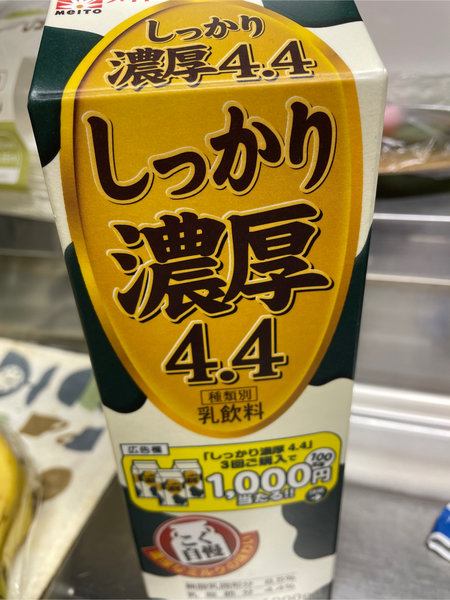 MEITO
しっかり
濃厚4.4
しっかり
濃厚
4.4
種類別
乳飲料
広告欄
「しっかり濃厚4.4」
3回ご購入で
100
1,000円
当たる!!
こく
自慢